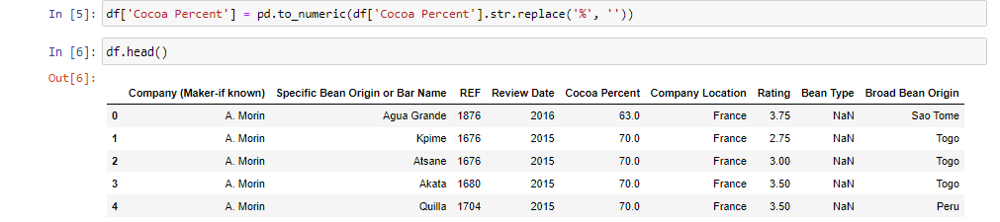 In [5]: df['Cocoa Percent'] = pd.to_numeric(df['Cocoa Percent'].str.replace('%', ''))
In [6]: df.head()
Out[6]:
Company (Maker-if known) Specific Bean Origin or Bar Name REF Review Date Cocoa Percent Company Location Rating Bean Type Broad Bean Origin
0 A. Morin Agua Grande 1876 2016 63.0 France 3.75 NaN Sao Tome
1 A. Morin Kpime 1676 2015 70.0 France 2.75 NaN Togo
2 A. Morin Atsane 1676 2015 70.0 France 3.00 NaN Togo
3 A. Morin Akata 1680 2015 70.0 France 3.50 NaN Togo
4 A. Morin Quilla 1704 2015 70.0 France 3.50 NaN Peru